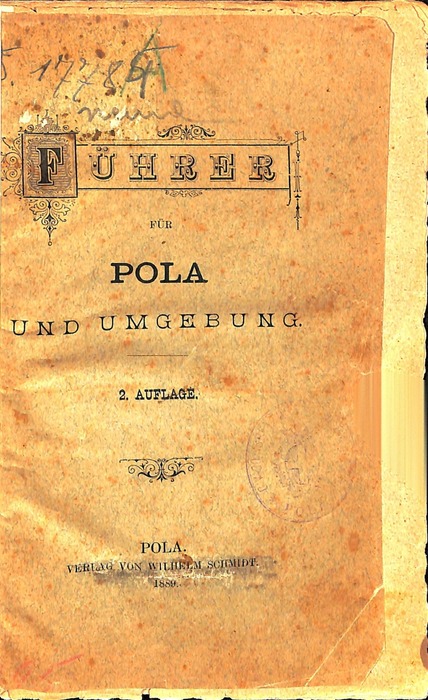 FÜHRER
FÜR
POLA
UND UMGEBUNG.
2. AUFLAGE.
POLA.
VERLAG VON WILHELM SCHMIDT.
1889.